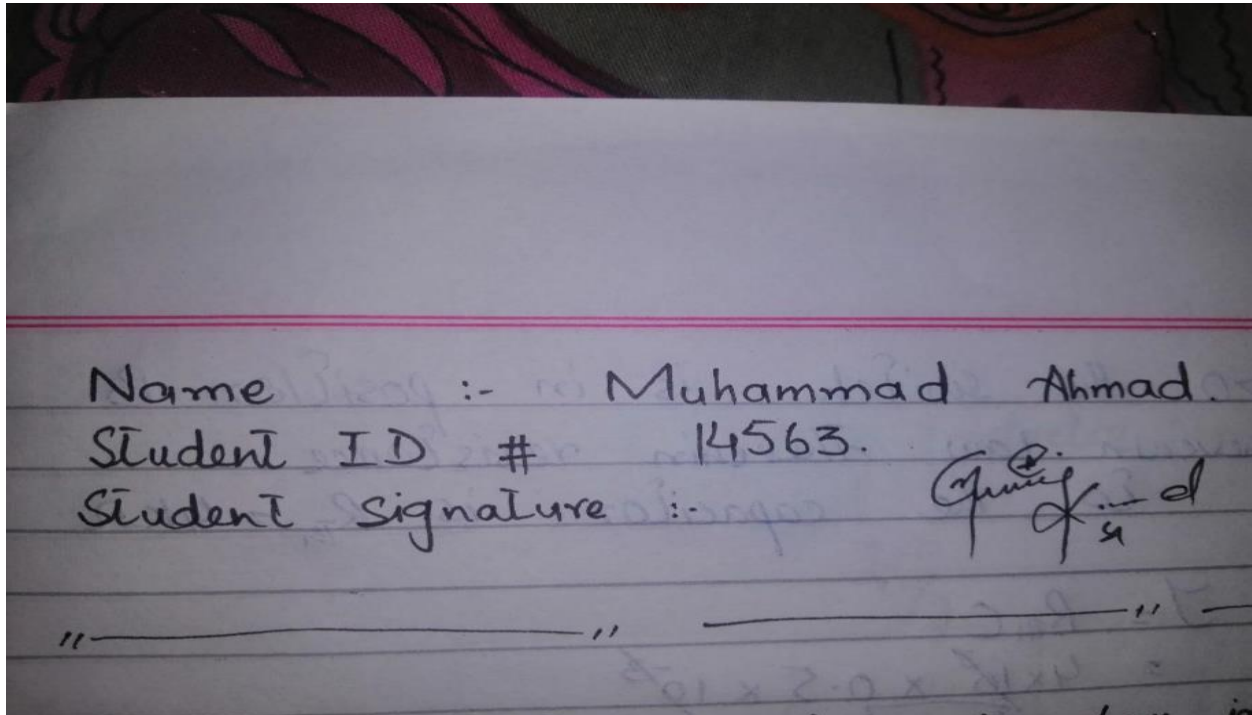 Name :- Muhammad Ahmad.
Student ID # 14563.
Student Signature :-